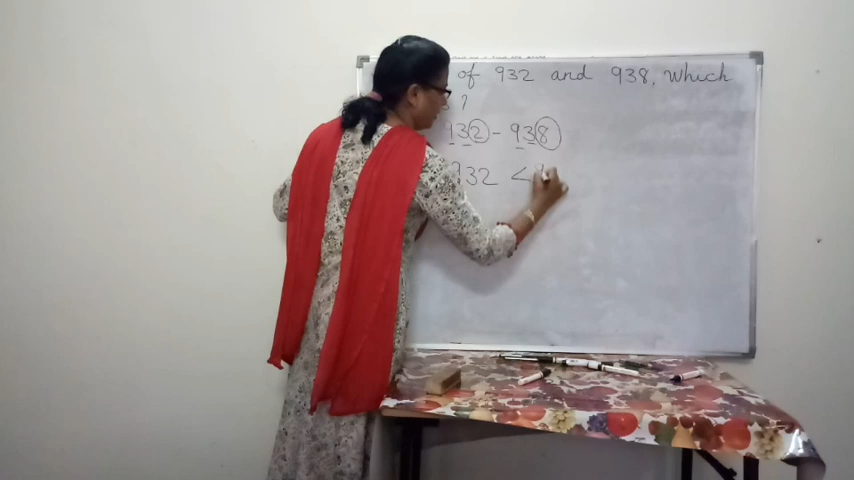 of 932 and 938, Which
?
932 - 938
932 <